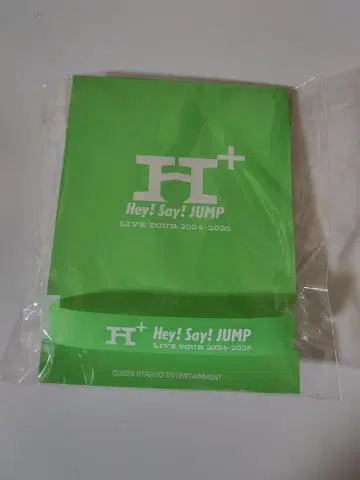 H+
Hey! Say! JUMP
LIVE TOUR 2024-2025
H+ Hey! Say! JUMP
LIVE TOUR 2024-2025
©2024 STARTO ENTERTAINMENT